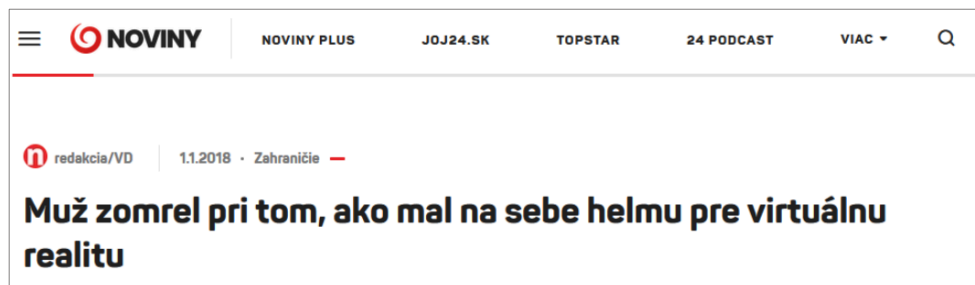 NOVINY NOVINY PLUS JOJ24.SK TOPSTAR 24 PODCAST VIAC
redakcia/VD 1.1.2018 · Zahraničie
Muž zomrel pri tom, ako mal na sebe helmu pre virtuálnu
realitu